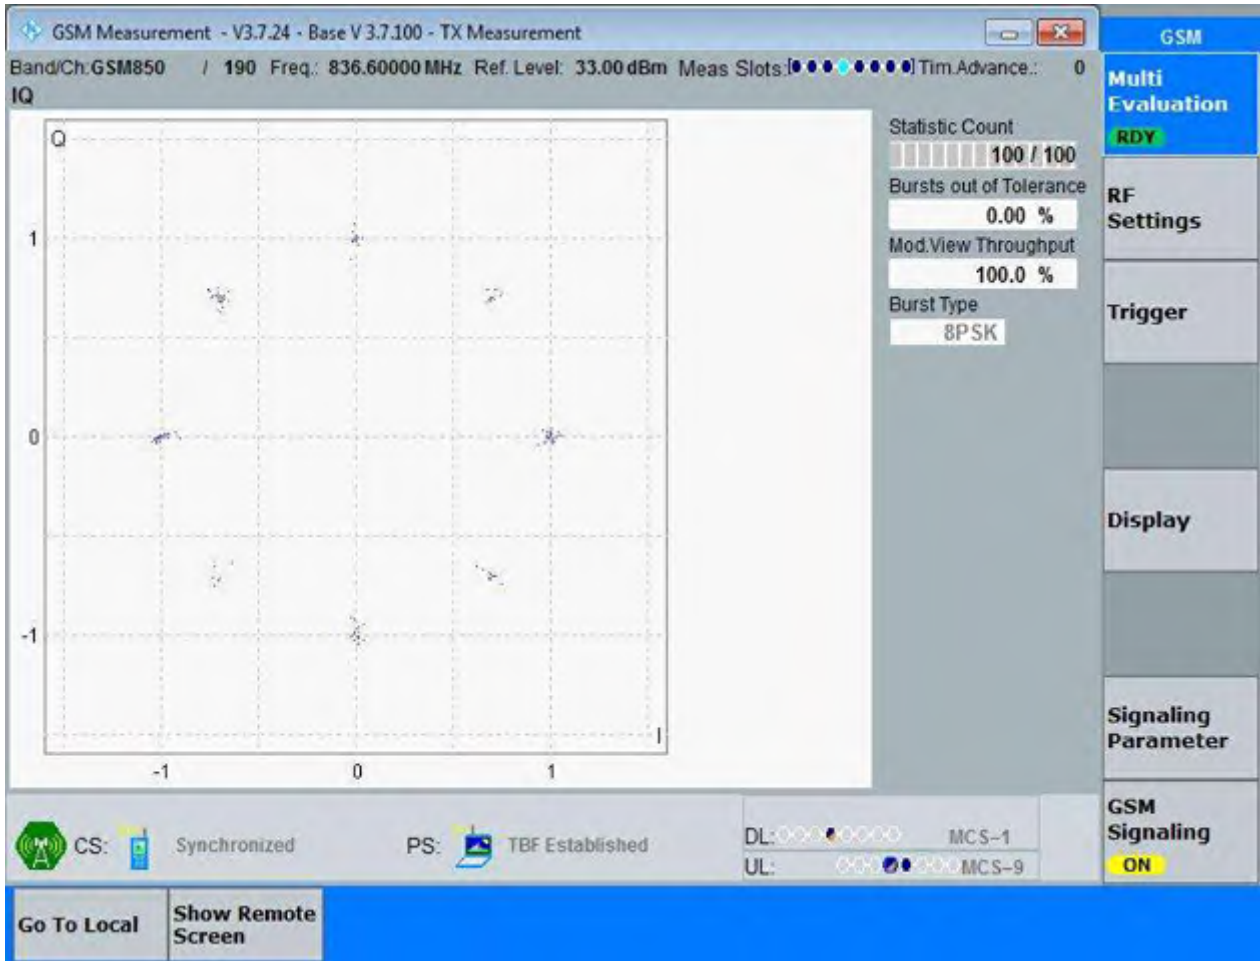 GSM Measurement - V3.7.24 - Base V 3.7.100 - TX Measurement
GSM
Band/Ch:GSM850 / 190 Freq.: 836.60000 MHz Ref. Level: 33.00 dBm Meas Slots: Tim.Advance.: 0
IQ
Multi
Evaluation
RDY
Q
Statistic Count
100 / 100
Bursts out of Tolerance
0.00 %
RF
Settings
1
Mod.View Throughput
100.0 %
Burst Type
8PSK
Trigger
0
Display
-1
I
-1 0 1
Signaling
Parameter
CS: Synchronized PS: TBF Established DL: MCS-1
UL: MCS-9
GSM
Signaling
ON
Go To Local
Show Remote
Screen